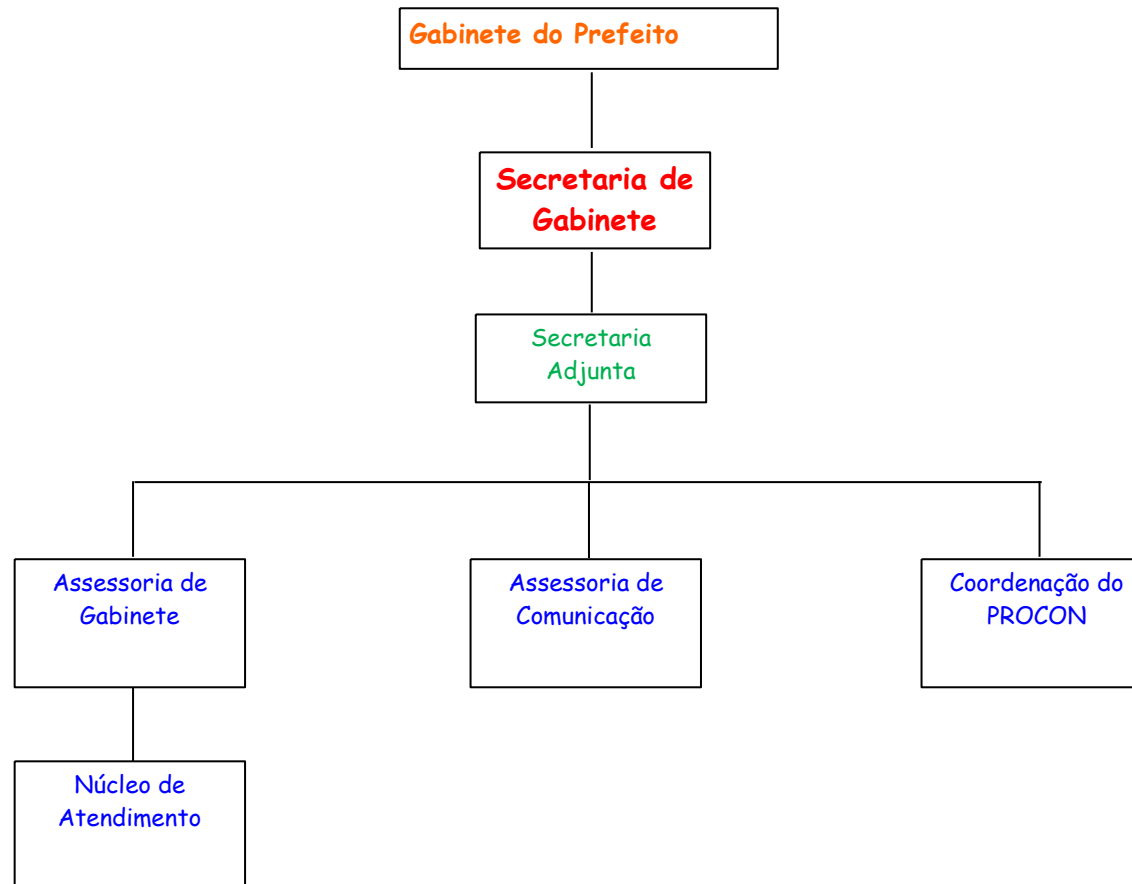 Gabinete do Prefeito
Secretaria de
Gabinete
Secretaria
Adjunta
Assessoria de
Gabinete
Assessoria de
Comunicação
Coordenação do
PROCON
Núcleo de
Atendimento